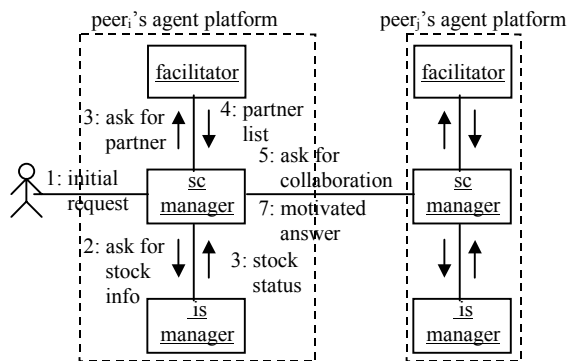 peeri's agent platform
peerj's agent platform
facilitator
facilitator
3: ask for
partner
4: partner
list
5: ask for
collaboration
1: initial
request
sc
manager
sc
manager
7: motivated
answer
2: ask for
stock
info
3: stock
status
is
manager
is
manager